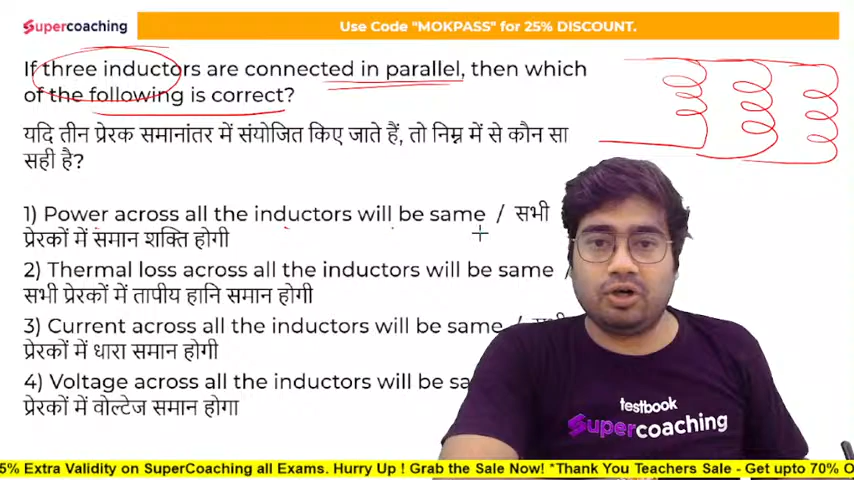 Supercoaching
Use Code "MOKPASS" for 25% DISCOUNT.
If three inductors are connected in parallel, then which
of the following is correct?
यदि तीन प्रेरक समानांतर में संयोजित किए जाते हैं, तो निम्न में से कौन सा
सही है?
1) Power across all the inductors will be same / सभी
प्रेरकों में समान शक्ति होगी
2) Thermal loss across all the inductors will be same /
सभी प्रेरकों में तापीय हानि समान होगी
3) Current across all the inductors will be same / सभी
प्रेरकों में धारा समान होगी
4) Voltage across all the inductors will be sa
प्रेरकों में वोल्टेज समान होगा
testbook
Supercoaching
5% Extra Validity on SuperCoaching all Exams. Hurry Up ! Grab the Sale Now! *Thank You Teachers Sale - Get upto 70% O